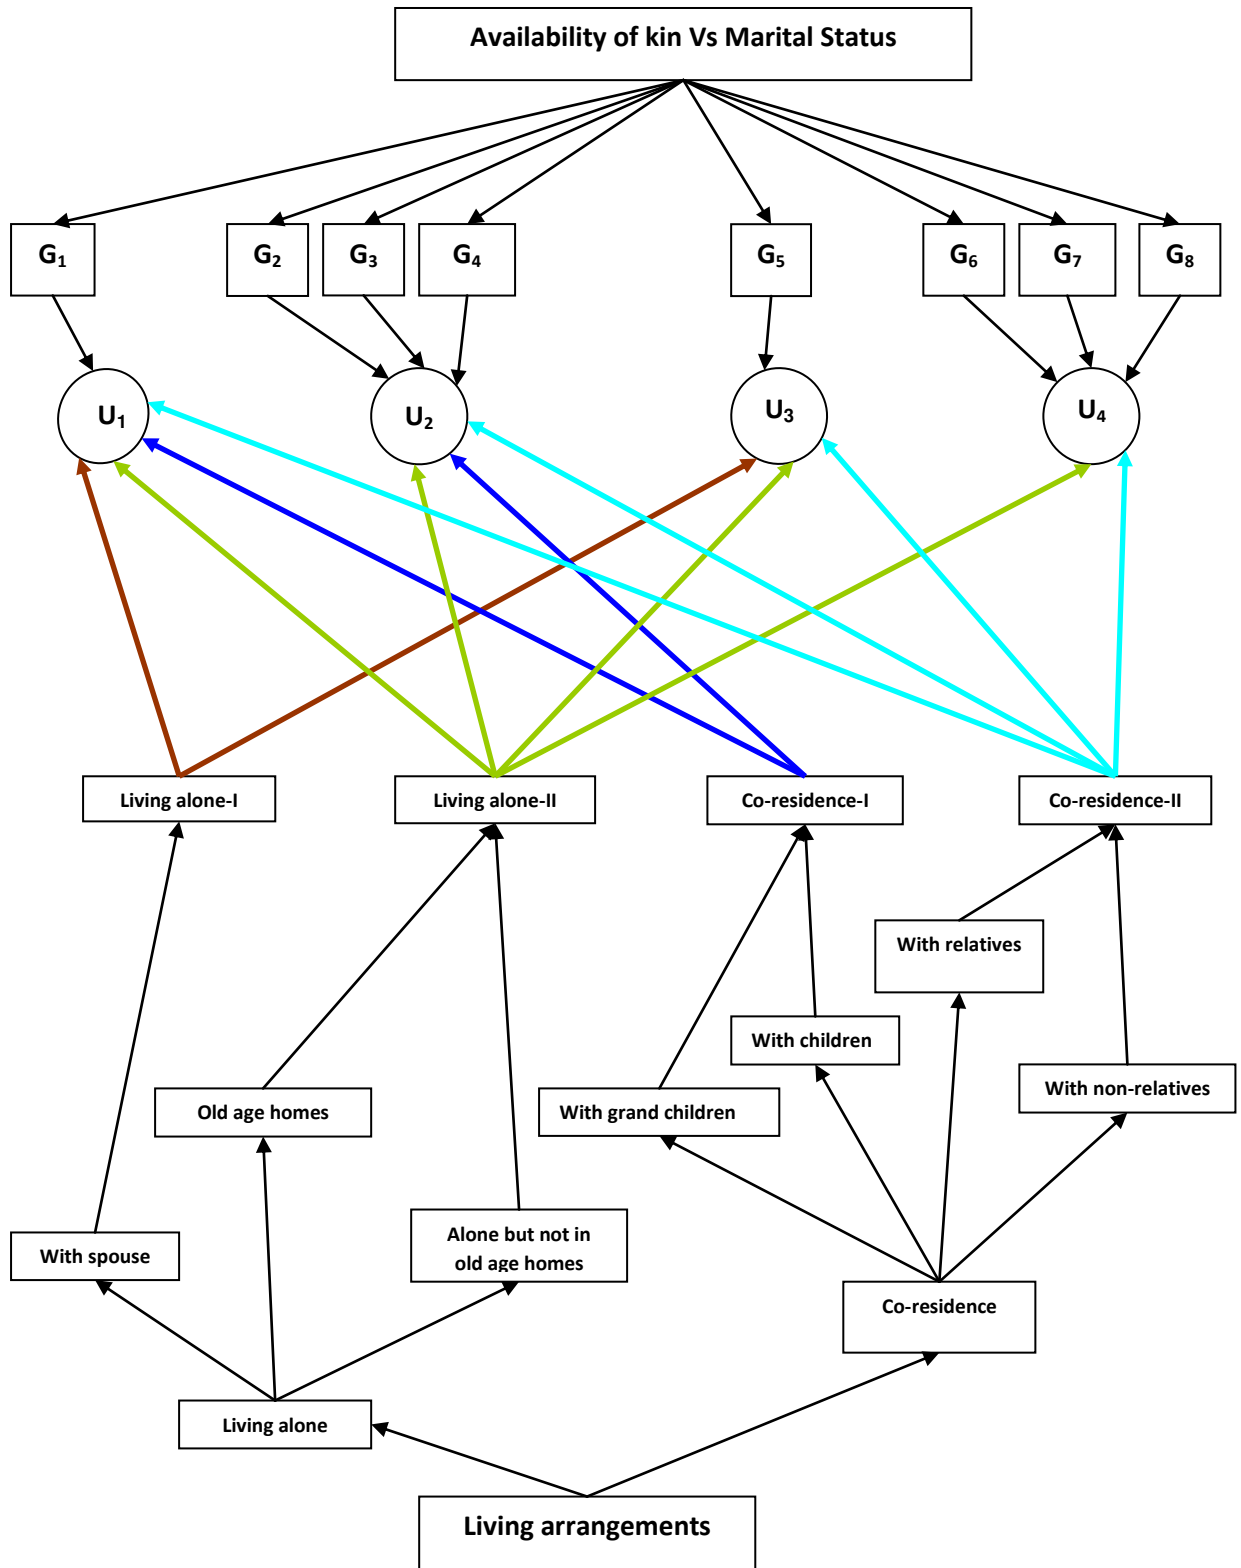 Availability of kin Vs Marital Status
G₁
G₂
G₃
G₄
G₅
G₆
G₇
G₈
U₁
U₂
U₃
U₄
Living alone-I
Living alone-II
Co-residence-I
Co-residence-II
With relatives
With children
With non-relatives
Old age homes
With grand children
With spouse
Alone but not in
old age homes
Co-residence
Living alone
Living arrangements